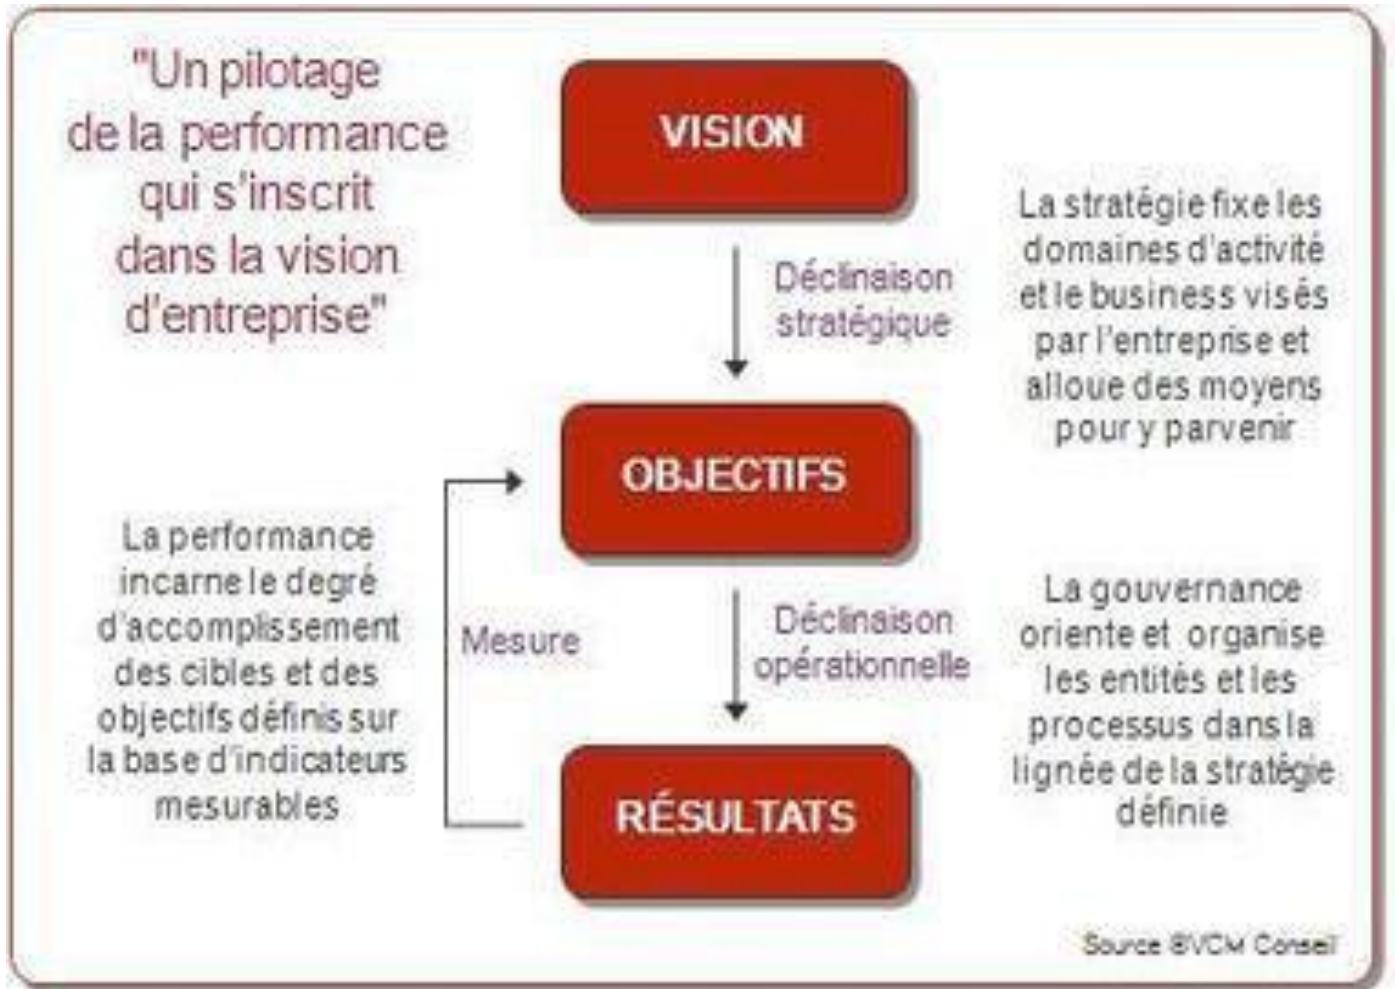 "Un pilotage
de la performance
qui s'inscrit
dans la vision
d'entreprise"
VISION
Déclinaison
stratégique
La stratégie fixe les
domaines d'activité
et le business visés
par l'entreprise et
alloue des moyens
pour y parvenir
OBJECTIFS
La performance
incarne le degré
d'accomplissement
des cibles et des
objectifs définis sur
la base d'indicateurs
mesurables
Mesure
Déclinaison
opérationnelle
La gouvernance
oriente et organise
les entités et les
processus dans la
lignée de la stratégie
définie
RÉSULTATS
Source ©VCM Conseil